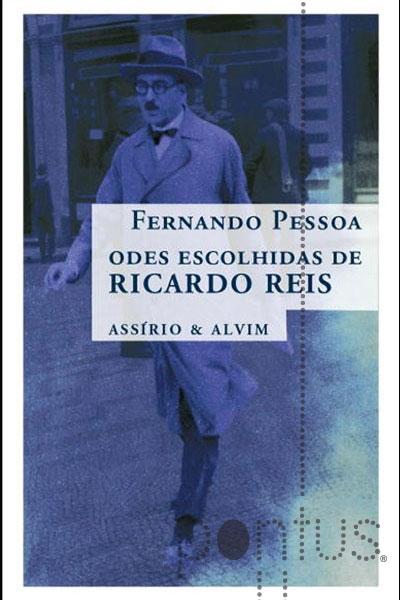 FERNANDO PESSOA
ODES ESCOLHIDAS DE
RICARDO REIS
ASSÍRIO & ALVIM
pontus®